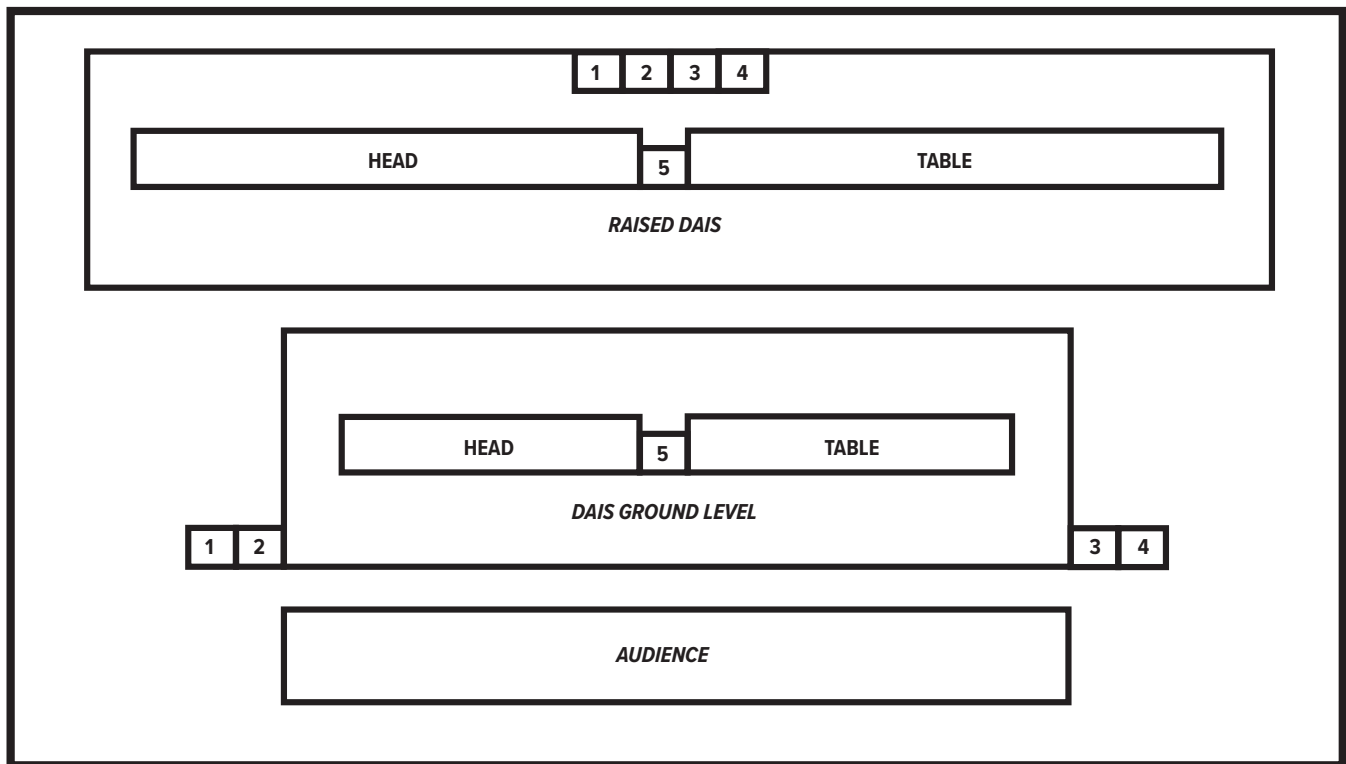 1 2 3 4
HEAD 5 TABLE
RAISED DAIS
HEAD 5 TABLE
DAIS GROUND LEVEL
1 2 3 4
AUDIENCE